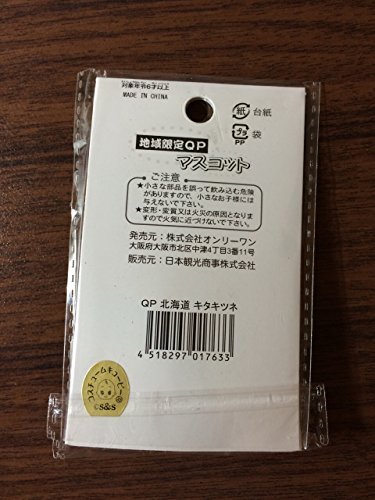 対象年令6才以上
MADE IN CHINA
紙 台紙
プラ 袋
PP
地域限定QP
マスコット
ご注意
★小さな部品を誤って飲み込む危険
がありますので、小さなお子様には
与えないで下さい。
★変形・変質又は火災の原因となりま
すので火気に近づけないで下さい。
発売元：株式会社オンリーワン
大阪府大阪市北区中津4丁目3番11号
販売元：日本観光商事株式会社
QP 北海道 キタキツネ
4 518297 017633
コスチュームキューピー
©S&S